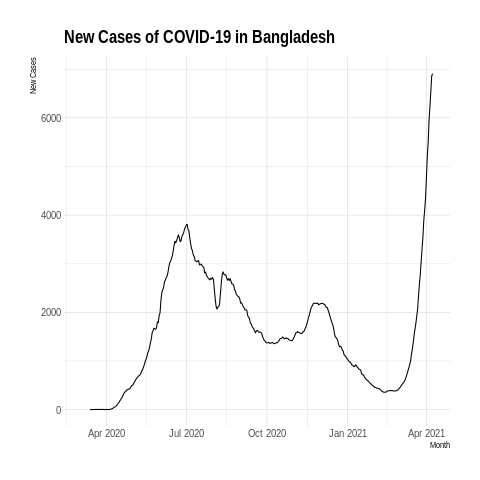 New Cases of COVID-19 in Bangladesh
New Cases
6000
4000
2000
0
Apr 2020 Jul 2020 Oct 2020 Jan 2021 Apr 2021
Month